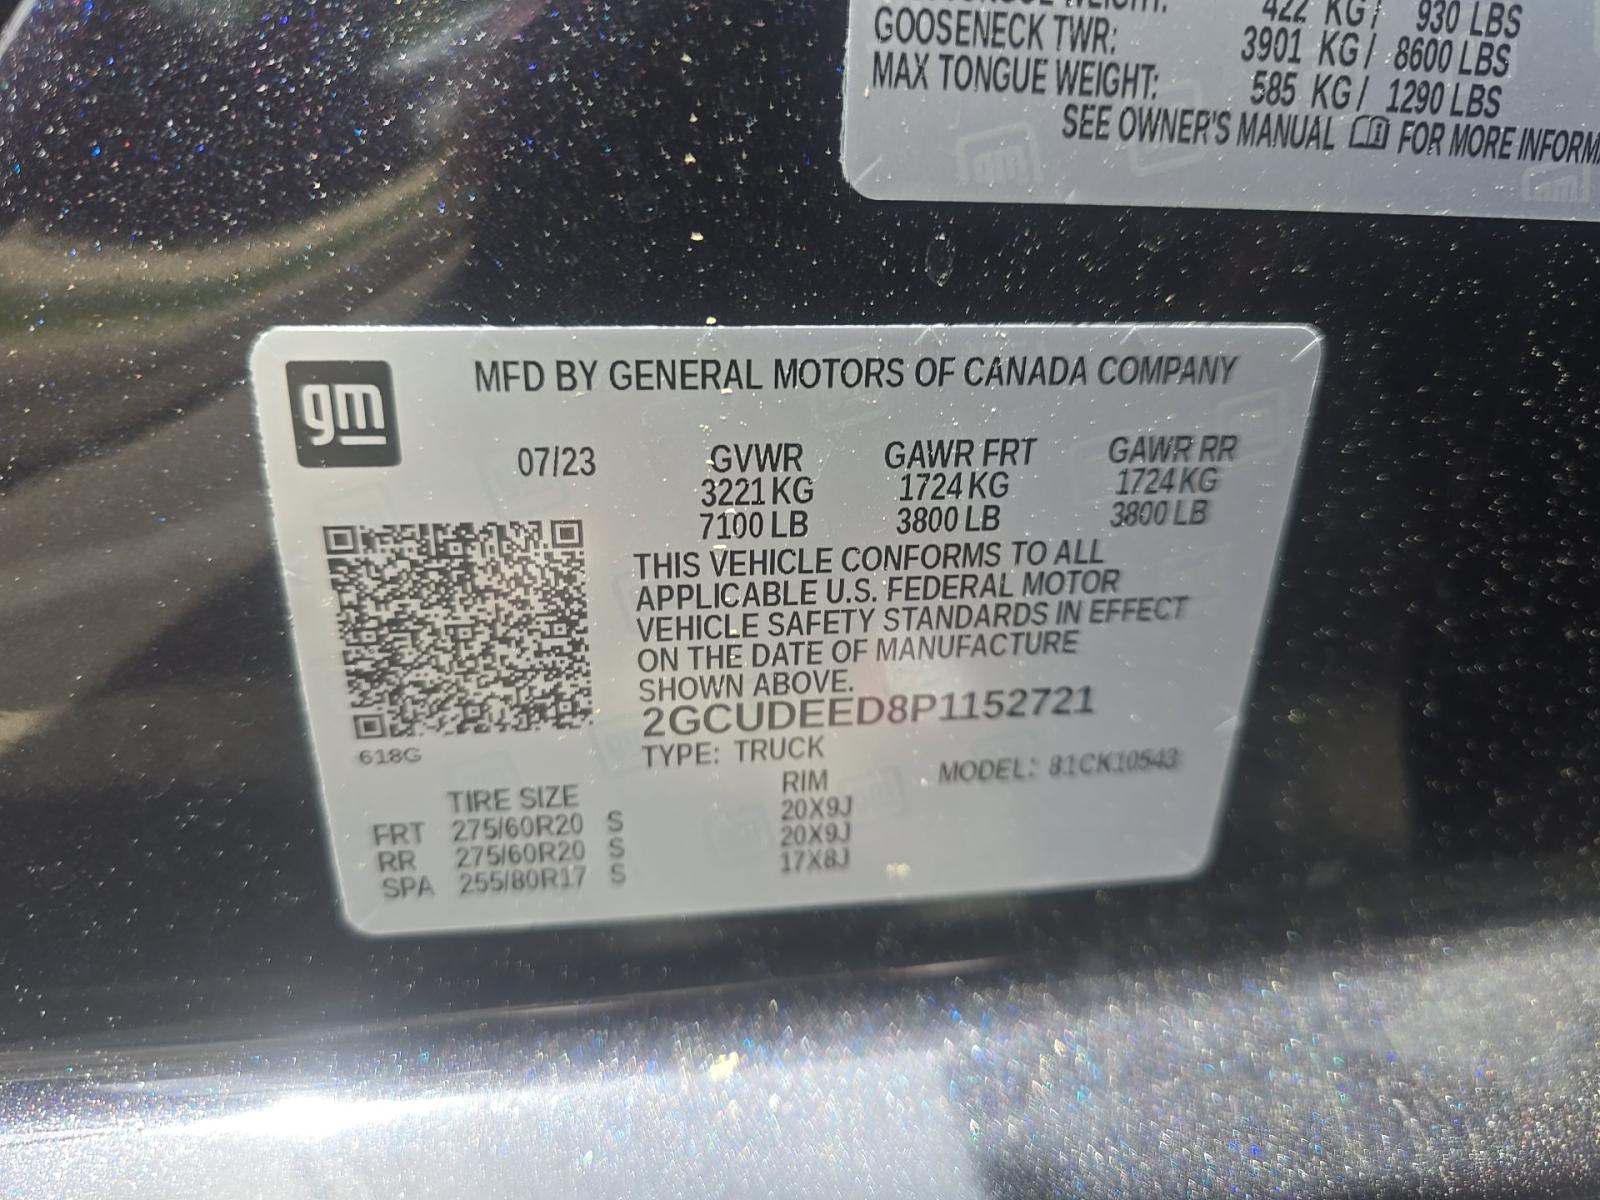 422 KG/ 930 LBS
GOOSENECK TWR: 3901 KG/ 8600 LBS
MAX TONGUE WEIGHT: 585 KG/ 1290 LBS
SEE OWNER'S MANUAL FOR MORE
gm
MFD BY GENERAL MOTORS OF CANADA COMPANY
07/23 GVWR GAWR FRT GAWR RR
3221 KG 1724 KG 1724 KG
7100 LB 3800 LB 3800 LB
THIS VEHICLE CONFORMS TO ALL
APPLICABLE U.S. FEDERAL MOTOR
VEHICLE SAFETY STANDARDS IN EFFECT
ON THE DATE OF MANUFACTURE
SHOWN ABOVE.
2GCUDEED8P1152721
618G
TYPE: TRUCK MODEL: 81CK10543
TIRE SIZE RIM
FRT 275/60R20 S 20X9J
RR 275/60R20 S 20X9J
SPA 255/80R17 S 17X8J